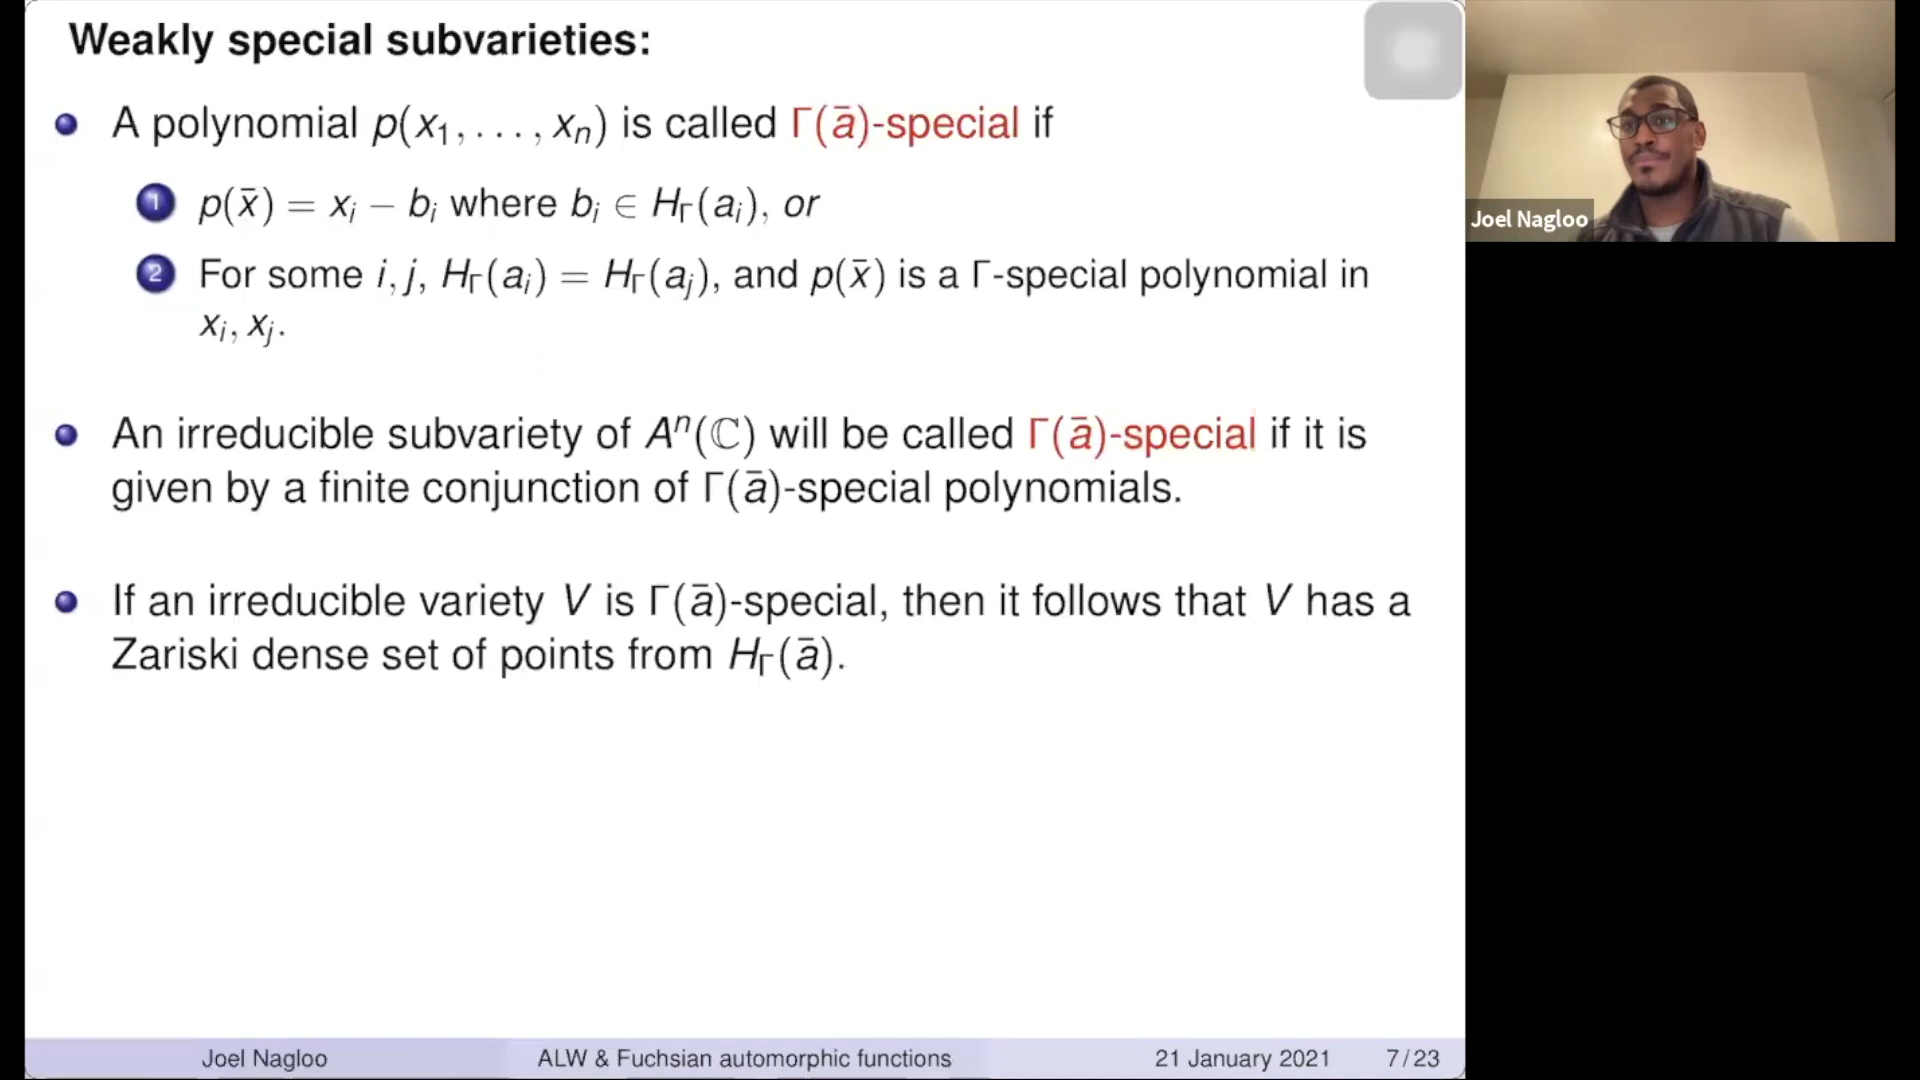 Weakly special subvarieties:
A polynomial p(x₁, . . . , xₙ) is called Γ(ā)-special if
1 p(x̄) = xᵢ − bᵢ where bᵢ ∈ H_Γ(aᵢ), or
2 For some i, j, H_Γ(aᵢ) = H_Γ(aⱼ), and p(x̄) is a Γ-special polynomial in
xᵢ, xⱼ.
An irreducible subvariety of Aⁿ(ℂ) will be called Γ(ā)-special if it is
given by a finite conjunction of Γ(ā)-special polynomials.
If an irreducible variety V is Γ(ā)-special, then it follows that V has a
Zariski dense set of points from H_Γ(ā).
Joel Nagloo ALW & Fuchsian automorphic functions 21 January 2021 7 / 23
Joel Nagloo